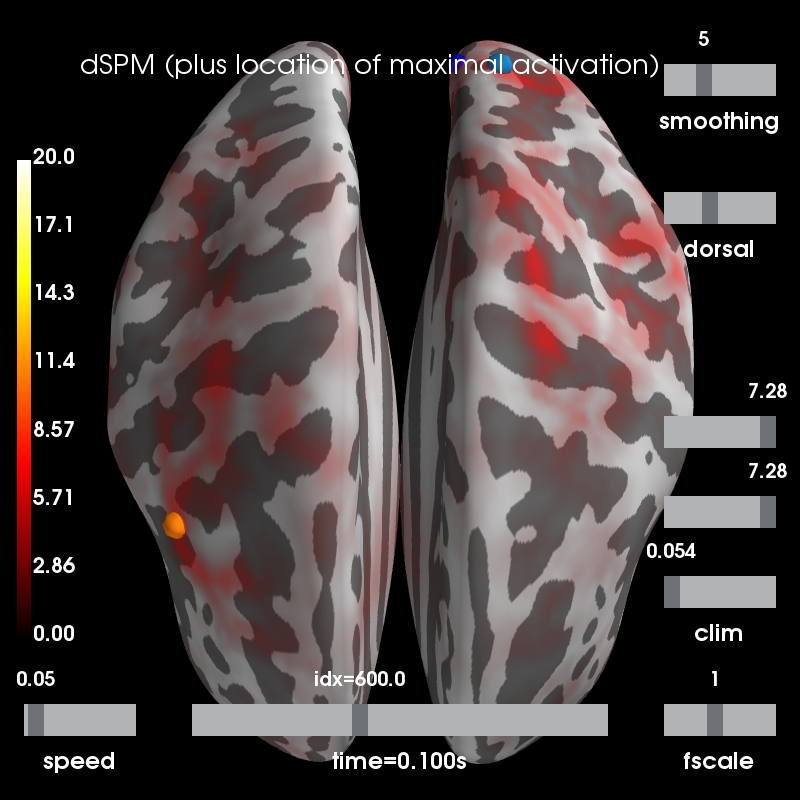 dSPM (plus location of maximal activation)
5
smoothing
dorsal
20.0
17.1
14.3
11.4
8.57
5.71
2.86
0.00
7.28
7.28
0.054
clim
0.05
speed
idx=600.0
time=0.100s
1
fscale